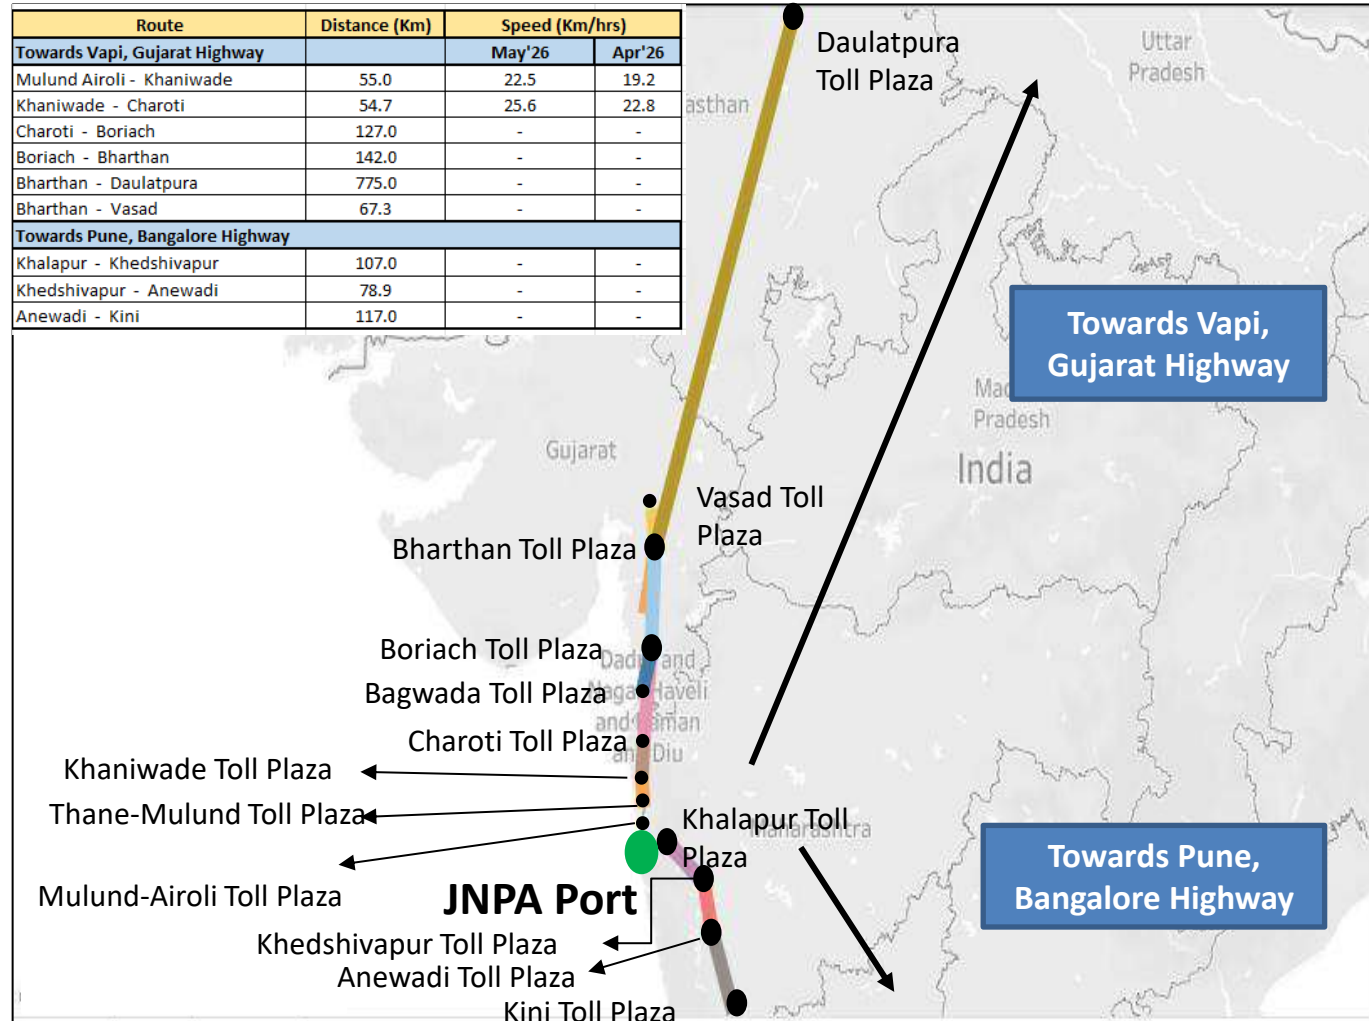 Route Distance (Km) Speed (Km/hrs)
Towards Vapi, Gujarat Highway May'26 Apr'26
Mulund Airoli - Khaniwade 55.0 22.5 19.2
Khaniwade - Charoti 54.7 25.6 22.8
Charoti - Boriach 127.0 - -
Boriach - Bharthan 142.0 - -
Bharthan - Daulatpura 775.0 - -
Bharthan - Vasad 67.3 - -
Towards Pune, Bangalore Highway
Khalapur - Khedshivapur 107.0 - -
Khedshivapur - Anewadi 78.9 - -
Anewadi - Kini 117.0 - -
Daulatpura
Toll Plaza
Uttar
Pradesh
asthan
Towards Vapi,
Gujarat Highway
Pradesh
Gujarat
India
Vasad Toll
Plaza
Bharthan Toll Plaza
Boriach Toll Plaza
Bagwada Toll Plaza
Charoti Toll Plaza
Khaniwade Toll Plaza
Thane-Mulund Toll Plaza
Mulund-Airoli Toll Plaza
Khalapur Toll
Plaza
JNPA Port
Towards Pune,
Bangalore Highway
Khedshivapur Toll Plaza
Anewadi Toll Plaza
Kini Toll Plaza